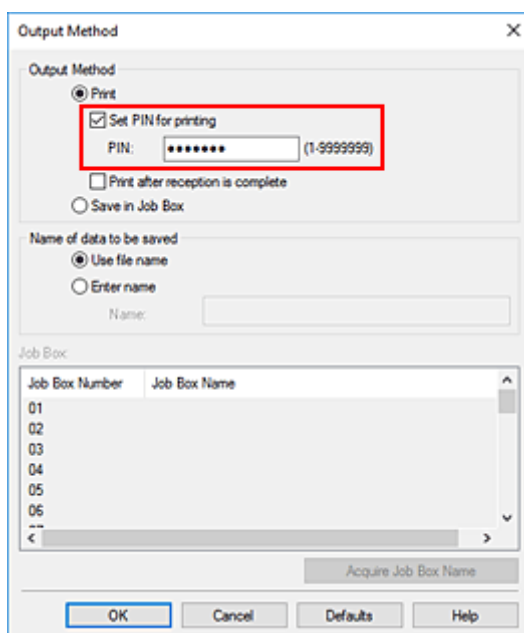 Output Method
Output Method
Print
Set PIN for printing
PIN: ●●●●●●● (1-9999999)
Print after reception is complete
Save in Job Box
Name of data to be saved
Use file name
Enter name
Name:
Job Box:
Job Box Number Job Box Name
01
02
03
04
05
06
Acquire Job Box Name
OK Cancel Defaults Help